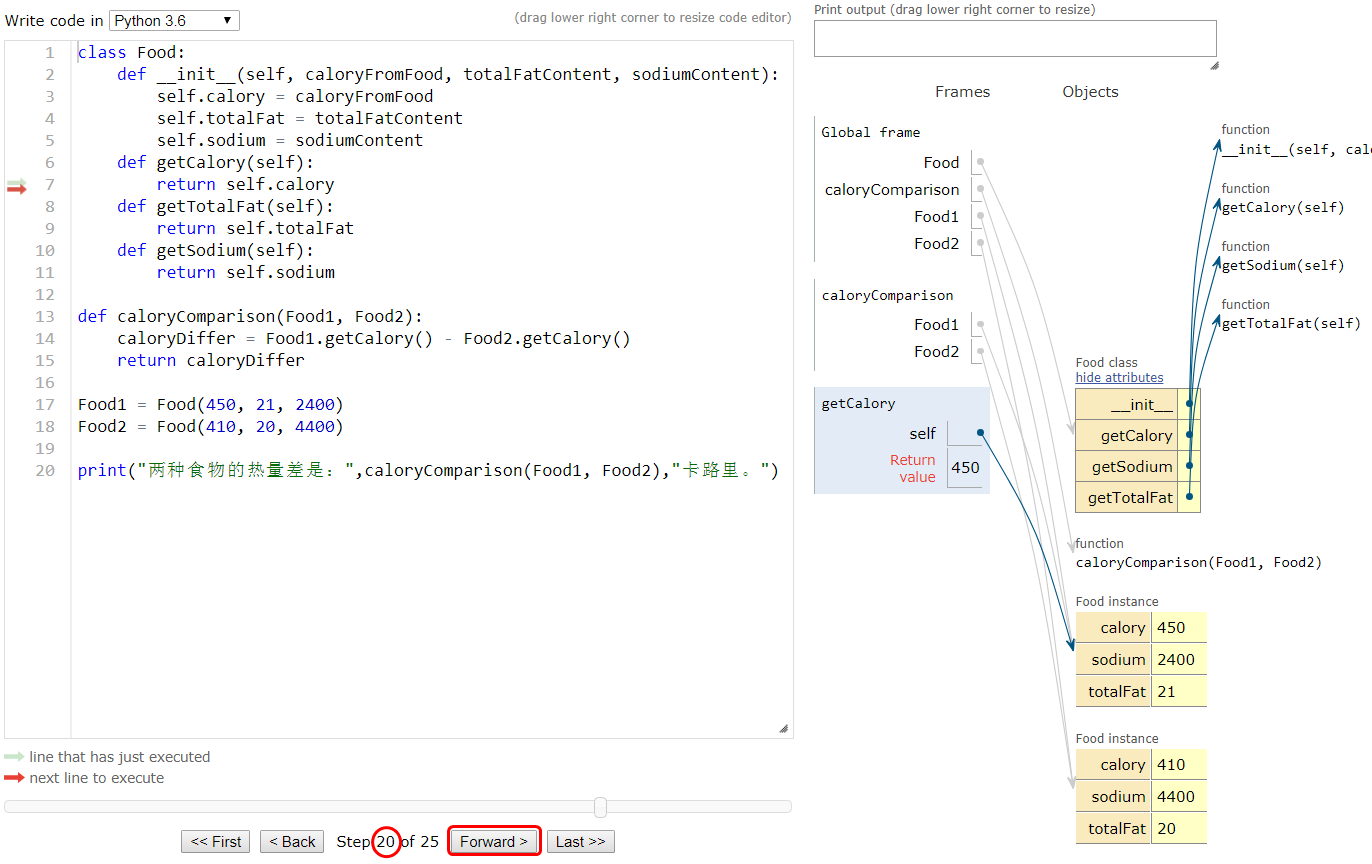 Write code in Python 3.6 ▼
(drag lower right corner to resize code editor)
1 class Food:
2     def __init__(self, caloryFromFood, totalFatContent, sodiumContent):
3         self.calory = caloryFromFood
4         self.totalFat = totalFatContent
5         self.sodium = sodiumContent
6     def getCalory(self):
7         return self.calory
8     def getTotalFat(self):
9         return self.totalFat
10     def getSodium(self):
11         return self.sodium
12
13 def caloryComparison(Food1, Food2):
14     caloryDiffer = Food1.getCalory() - Food2.getCalory()
15     return caloryDiffer
16
17 Food1 = Food(450, 21, 2400)
18 Food2 = Food(410, 20, 4400)
19
20 print("两种食物的热量差是：",caloryComparison(Food1, Food2),"卡路里。")
line that has just executed
next line to execute
<< First
< Back
Step 20 of 25
Forward >
Last >>
Print output (drag lower right corner to resize)
Frames
Objects
Global frame
Food
caloryComparison
Food1
Food2
caloryComparison
Food1
Food2
getCalory
self
Return
value
450
function
__init__(self, calo
function
getCalory(self)
function
getSodium(self)
function
getTotalFat(self)
Food class
hide attributes
__init__
getCalory
getSodium
getTotalFat
function
caloryComparison(Food1, Food2)
Food instance
calory 450
sodium 2400
totalFat 21
Food instance
calory 410
sodium 4400
totalFat 20